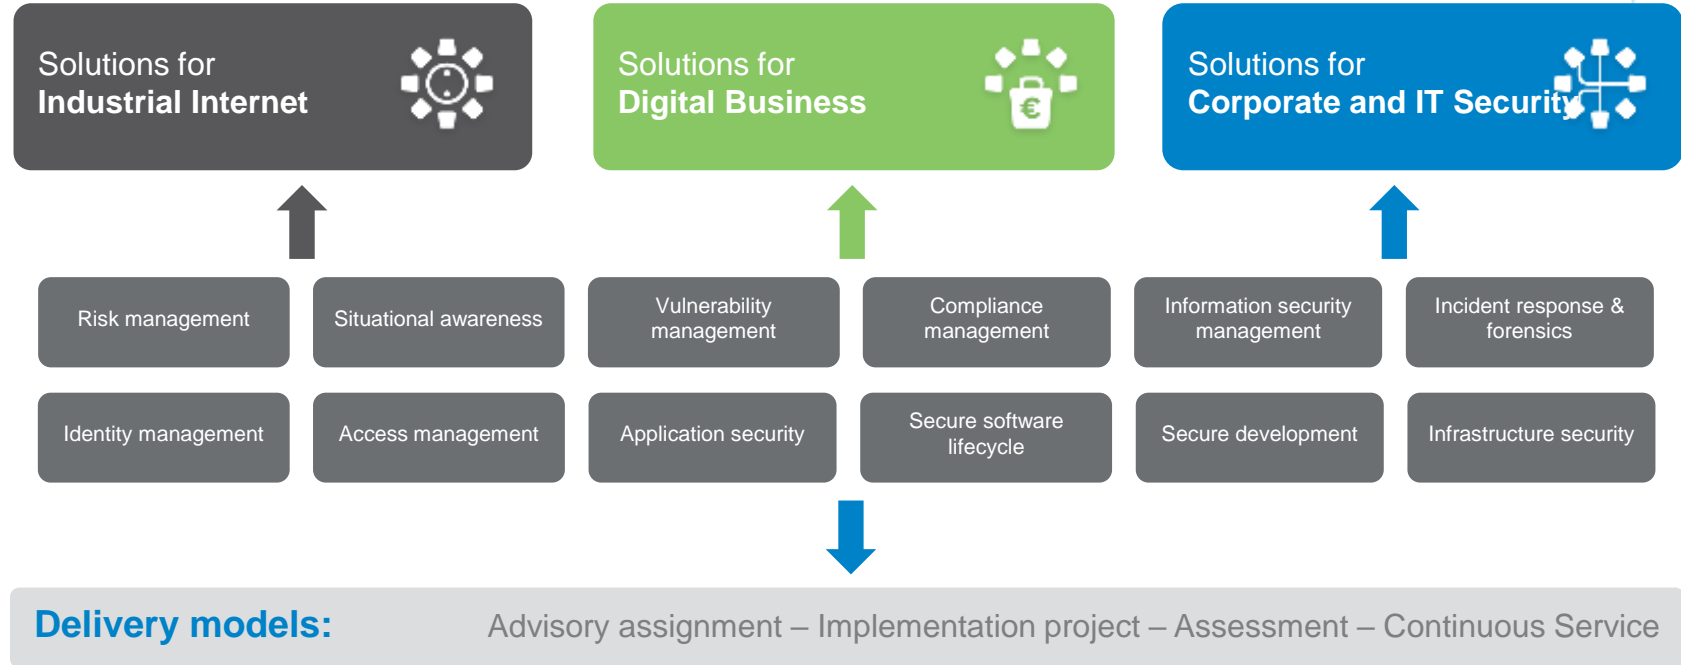 Solutions for
Industrial Internet
Solutions for
Digital Business
€
Solutions for
Corporate and IT Security
Risk management
Situational awareness
Vulnerability
management
Compliance
management
Information security
management
Incident response &
forensics
Identity management
Access management
Application security
Secure software
lifecycle
Secure development
Infrastructure security
Delivery models:
Advisory assignment – Implementation project – Assessment – Continuous Service